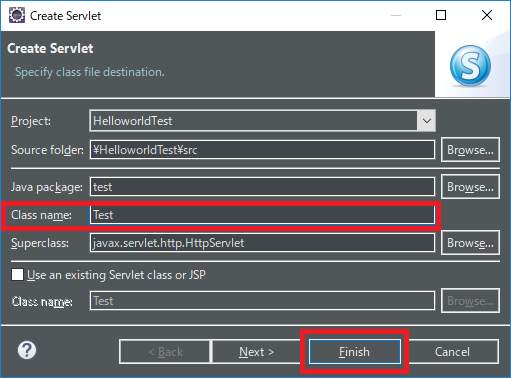 Create Servlet
Create Servlet
Specify class file destination.
S
Project: HelloworldTest
Source folder: ¥HelloworldTest¥src Browse...
Java package: test Browse...
Class name: Test
Superclass: javax.servlet.http.HttpServlet Browse...
Use an existing Servlet class or JSP
Class name: Test Browse...
? < Back Next > Finish Cancel